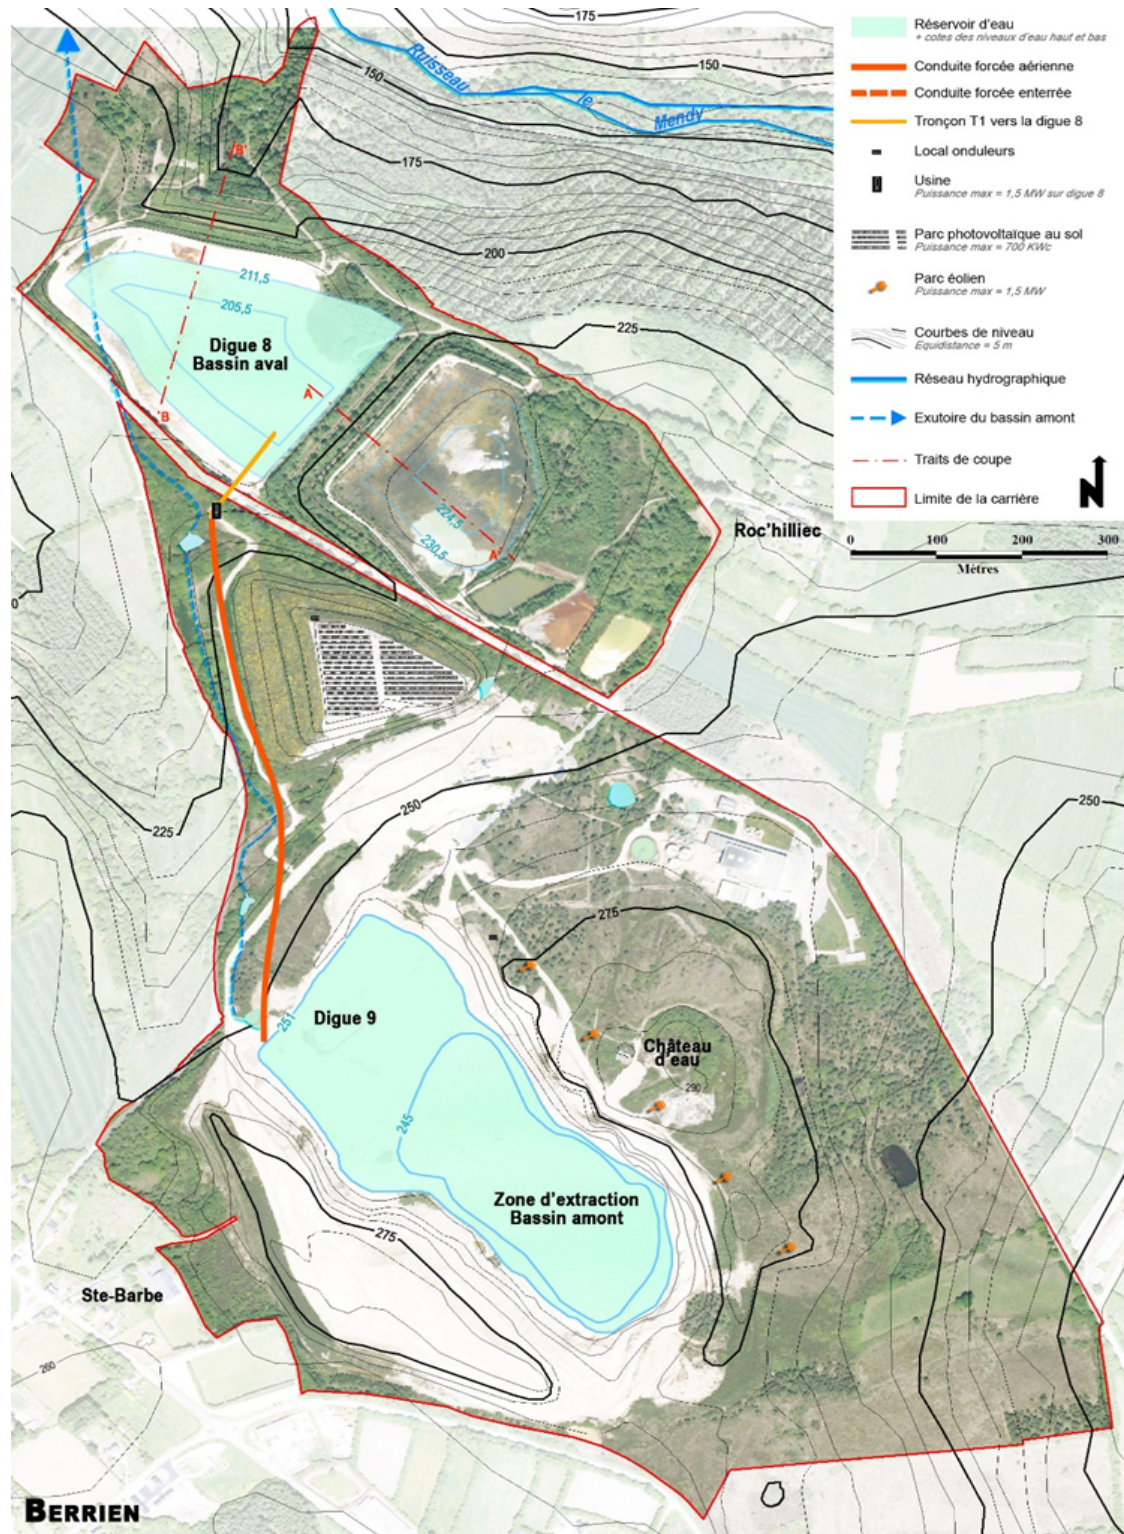 175
150
150
Ruisseau
le
Mendy
175
200
225
'B'
211,5
205,5
Digue 8
Bassin aval
A
'B
224,5
230,5
A'
Roc'hilliec
0
225
250
250
275
251
Digue 9
Château
d'eau
290
245
Zone d'extraction
Bassin amont
275
Ste-Barbe
260
BERRIEN
Réservoir d'eau
+ cotes des niveaux d'eau haut et bas
Conduite forcée aérienne
Conduite forcée enterrée
Tronçon T1 vers la digue 8
Local onduleurs
Usine
Puissance max = 1,5 MW sur digue 8
Parc photovoltaïque au sol
Puissance max = 700 KWc
Parc éolien
Puissance max = 1,5 MW
Courbes de niveau
Equidistance = 5 m
Réseau hydrographique
Exutoire du bassin amont
Traits de coupe
Limite de la carrière
N
0 100 200 300
Mètres